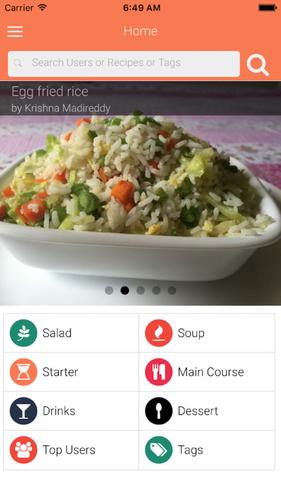 Carrier 6:49 AM
Home
Search Users or Recipes or Tags
Egg fried rice
by Krishna Madireddy
Salad Soup
Starter Main Course
Drinks Dessert
Top Users Tags